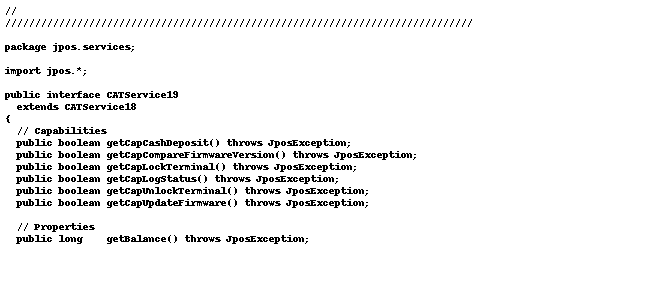 //
//////////////////////////////////////////////////////////////////////////////
package jpos.services;
import jpos.*;
public interface CATService19
  extends CATService18
{
  // Capabilities
  public boolean getCapCashDeposit() throws JposException;
  public boolean getCapCompareFirmwareVersion() throws JposException;
  public boolean getCapLockTerminal() throws JposException;
  public boolean getCapLogStatus() throws JposException;
  public boolean getCapUnlockTerminal() throws JposException;
  public boolean getCapUpdateFirmware() throws JposException;
  // Properties
  public long    getBalance() throws JposException;